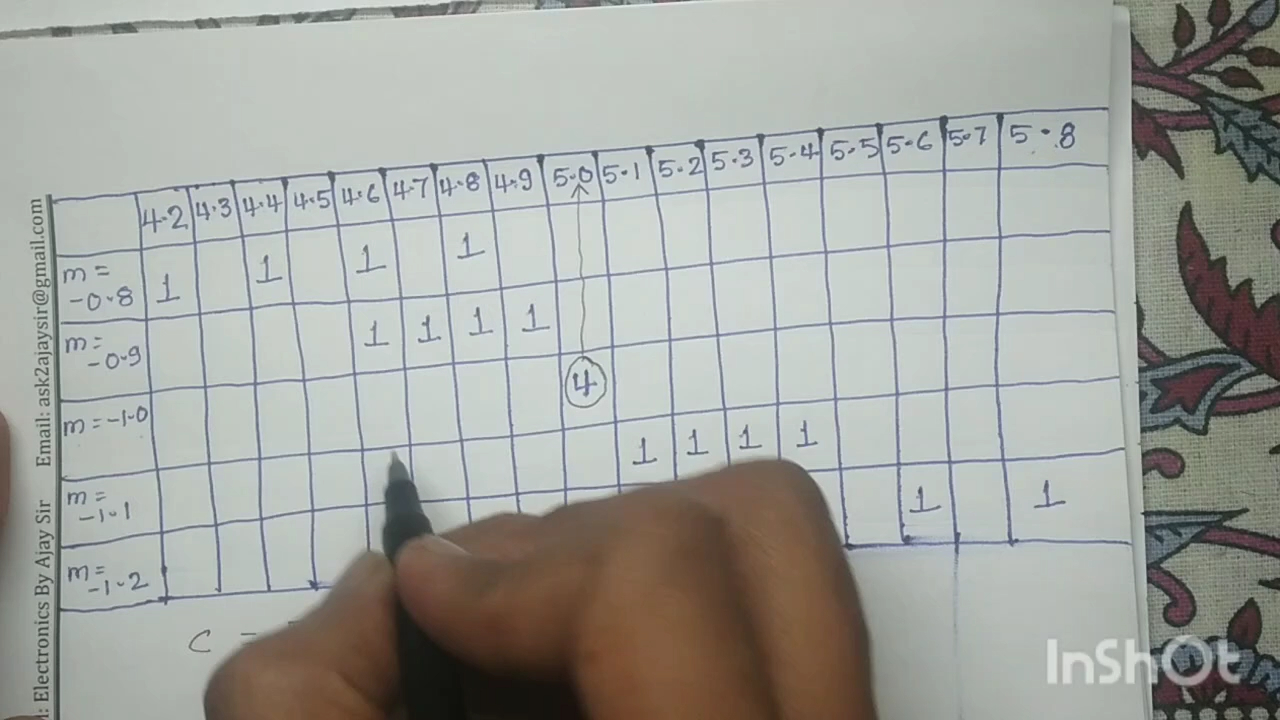 4.2 4.3 4.4 4.5 4.6 4.7 4.8 4.9 5.0 5.1 5.2 5.3 5.4 5.5 5.6 5.7 5.8
m =
-0.8 1 1 1 1
m =
-0.9 1 1 1 1
m = -1.0 4
m =
-1.1 1 1 1 1
m =
-1.2 1 1
C =
Electronics By Ajay Sir Email: ask2ajaysir@gmail.com
InShOt